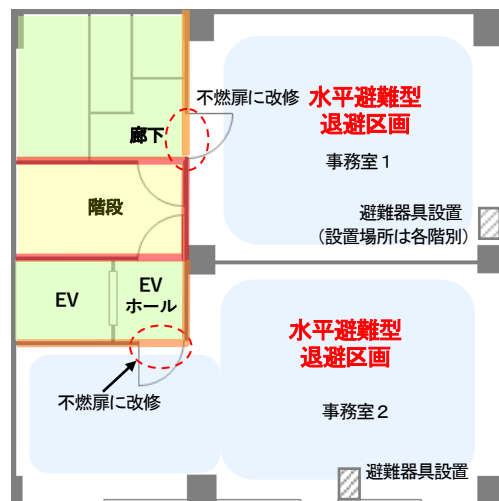 不燃扉に改修
水平避難型
退避区画
廊下
事務室1
階段
避難器具設置
(設置場所は各階別)
EV
EV
ホール
水平避難型
退避区画
不燃扉に改修
事務室2
避難器具設置